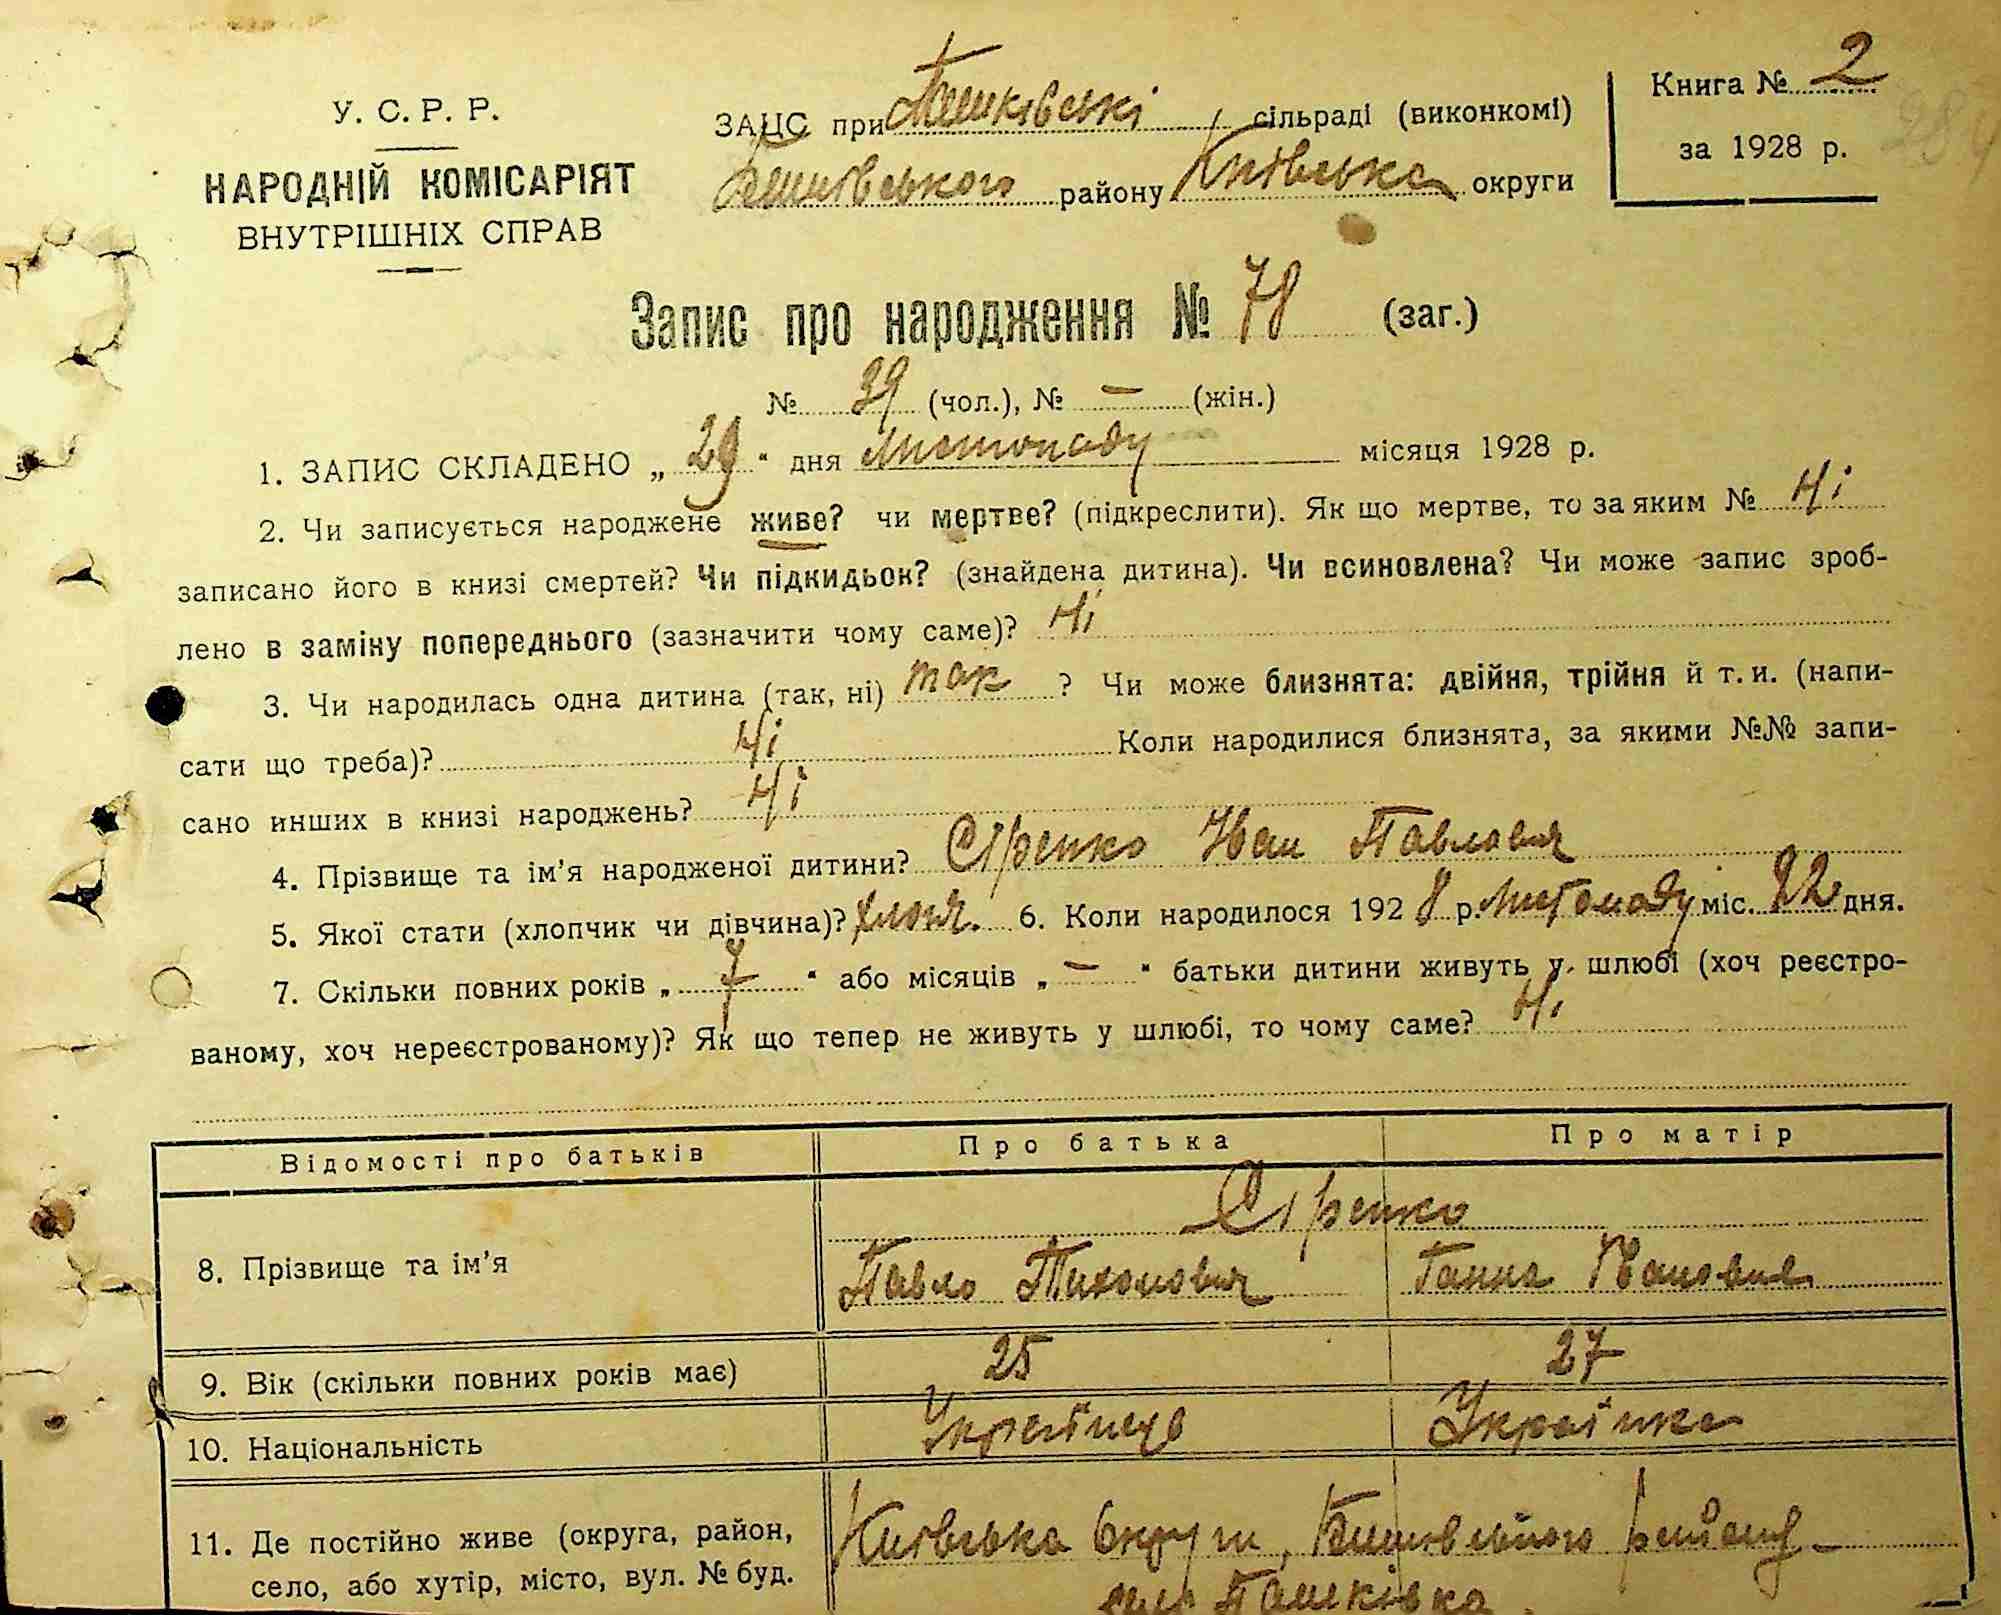 У. С. Р. Р.
НАРОДНІЙ КОМІСАРІЯТ
ВНУТРІШНІХ СПРАВ
ЗАЦС при Пашківські сільраді (виконкомі)
району Київська округи
Книга № 2
за 1928 р.
Запис про народження № 78 (заг.)
№ 39 (чол.), № — (жін.)
1. ЗАПИС СКЛАДЕНО „ 29 “ дня Листопаду місяця 1928 р.
2. Чи записується народжене живе? чи мертве? (підкреслити). Як що мертве, то за яким № Ні
записано його в книзі смертей? Чи підкидьок? (знайдена дитина). Чи всиновлена? Чи може запис зроб-
лено в заміну попереднього (зазначити чому саме)? Ні
3. Чи народилась одна дитина (так, ні) так ? Чи може близнята: двійня, трійня й т. и. (напи-
сати що треба)? Ні Коли народилися близнята, за якими №№ запи-
сано инших в книзі народжень? Ні
4. Прізвище та ім'я народженої дитини? Сіренко Іван Павлович
5. Якої стати (хлопчик чи дівчина)? хлопч. 6. Коли народилося 1928 р. Листопаду міс. 22 дня.
7. Скільки повних років „ 7 “ або місяців „ — “ батьки дитини живуть у шлюбі (хоч реєстро-
ваному, хоч нереєстрованому)? Як що тепер не живуть у шлюбі, то чому саме? Ні
Відомості про батьків Про батька Про матір
Сіренко
8. Прізвище та ім'я Павло Тихонович Ганна Івановна
9. Вік (скільки повних років має) 25 27
10. Національність Українець Українка
11. Де постійно живе (округа, район, Київська округи, району
село, або хутір, місто, вул. № буд. село Пашківка